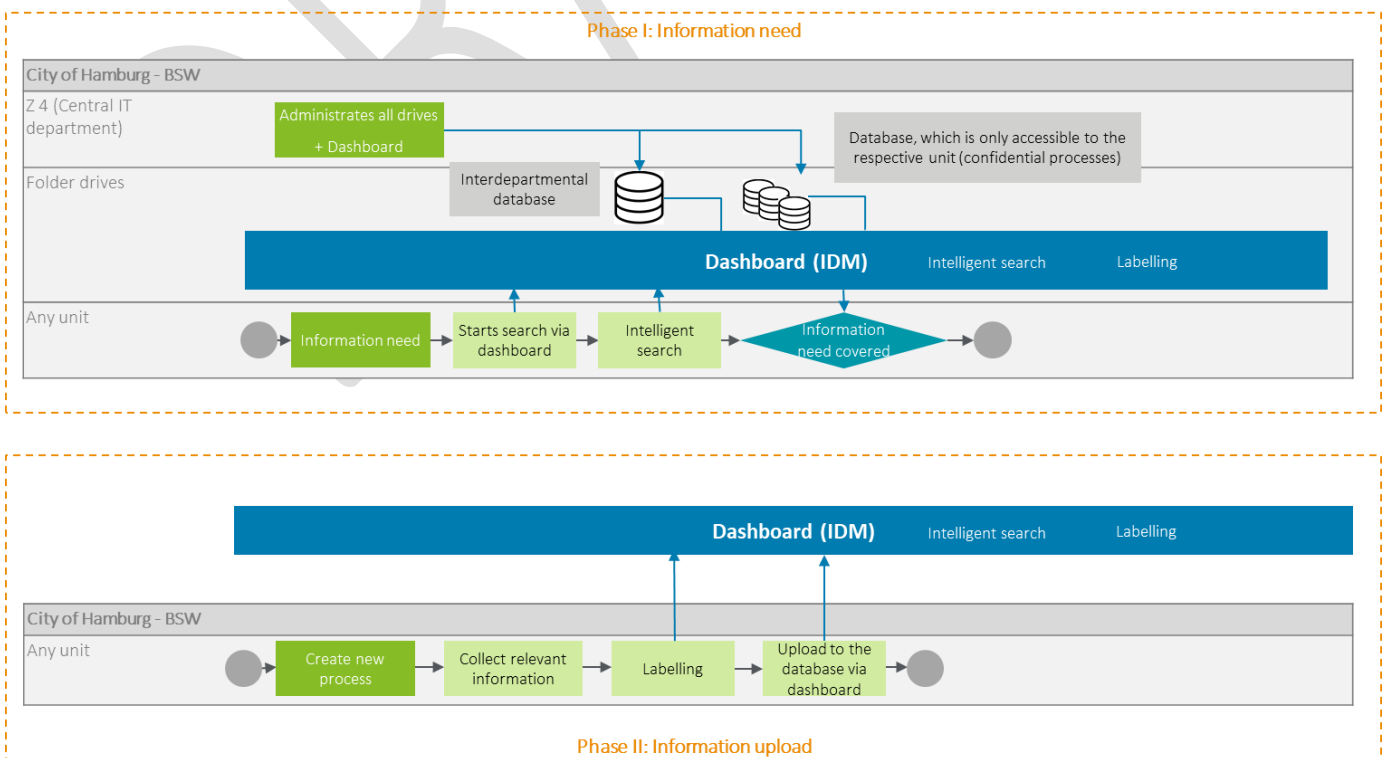 Phase I: Information need
City of Hamburg - BSW
Z 4 (Central IT
department)
Administrates all drives
+ Dashboard
Database, which is only accessible to the
respective unit (confidential processes)
Folder drives
Interdepartmental
database
Dashboard (IDM)
Intelligent search
Labelling
Any unit
Information need
Starts search via
dashboard
Intelligent
search
Information
need covered
Dashboard (IDM)
Intelligent search
Labelling
City of Hamburg - BSW
Any unit
Create new
process
Collect relevant
information
Labelling
Upload to the
database via
dashboard
Phase II: Information upload